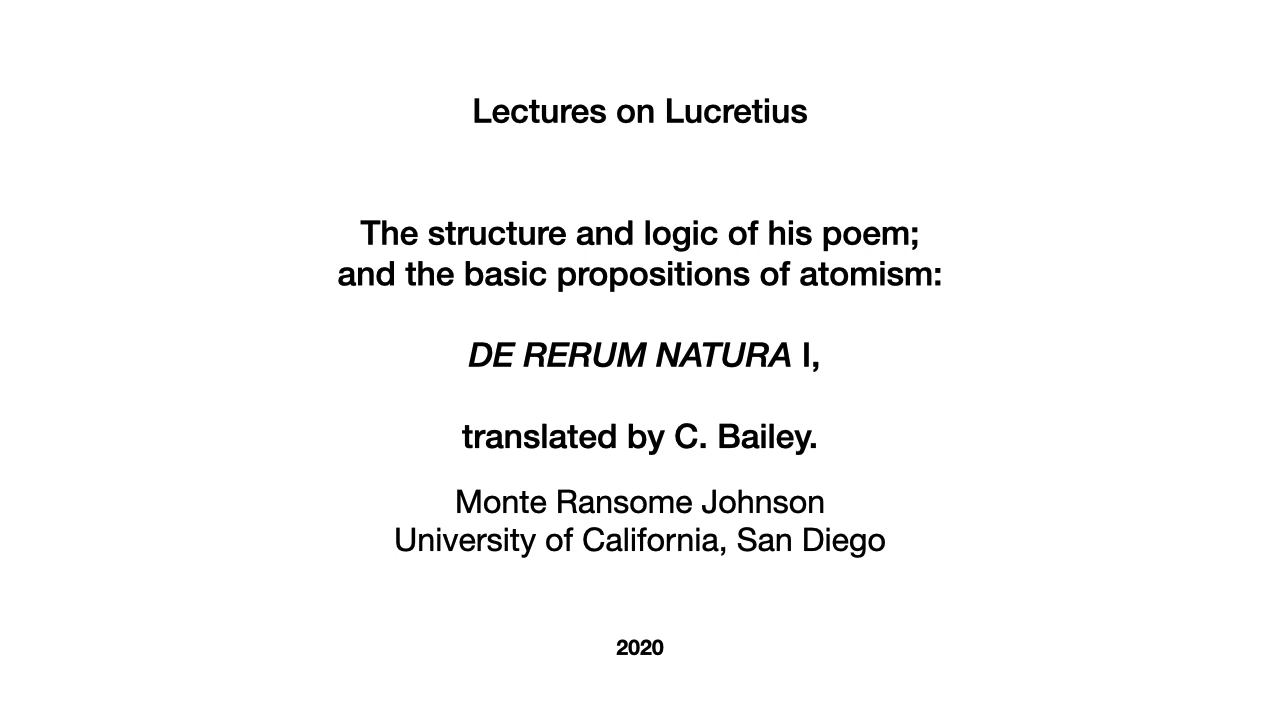 Lectures on Lucretius
The structure and logic of his poem;
and the basic propositions of atomism:
DE RERUM NATURA I,
translated by C. Bailey.
Monte Ransome Johnson
University of California, San Diego
2020